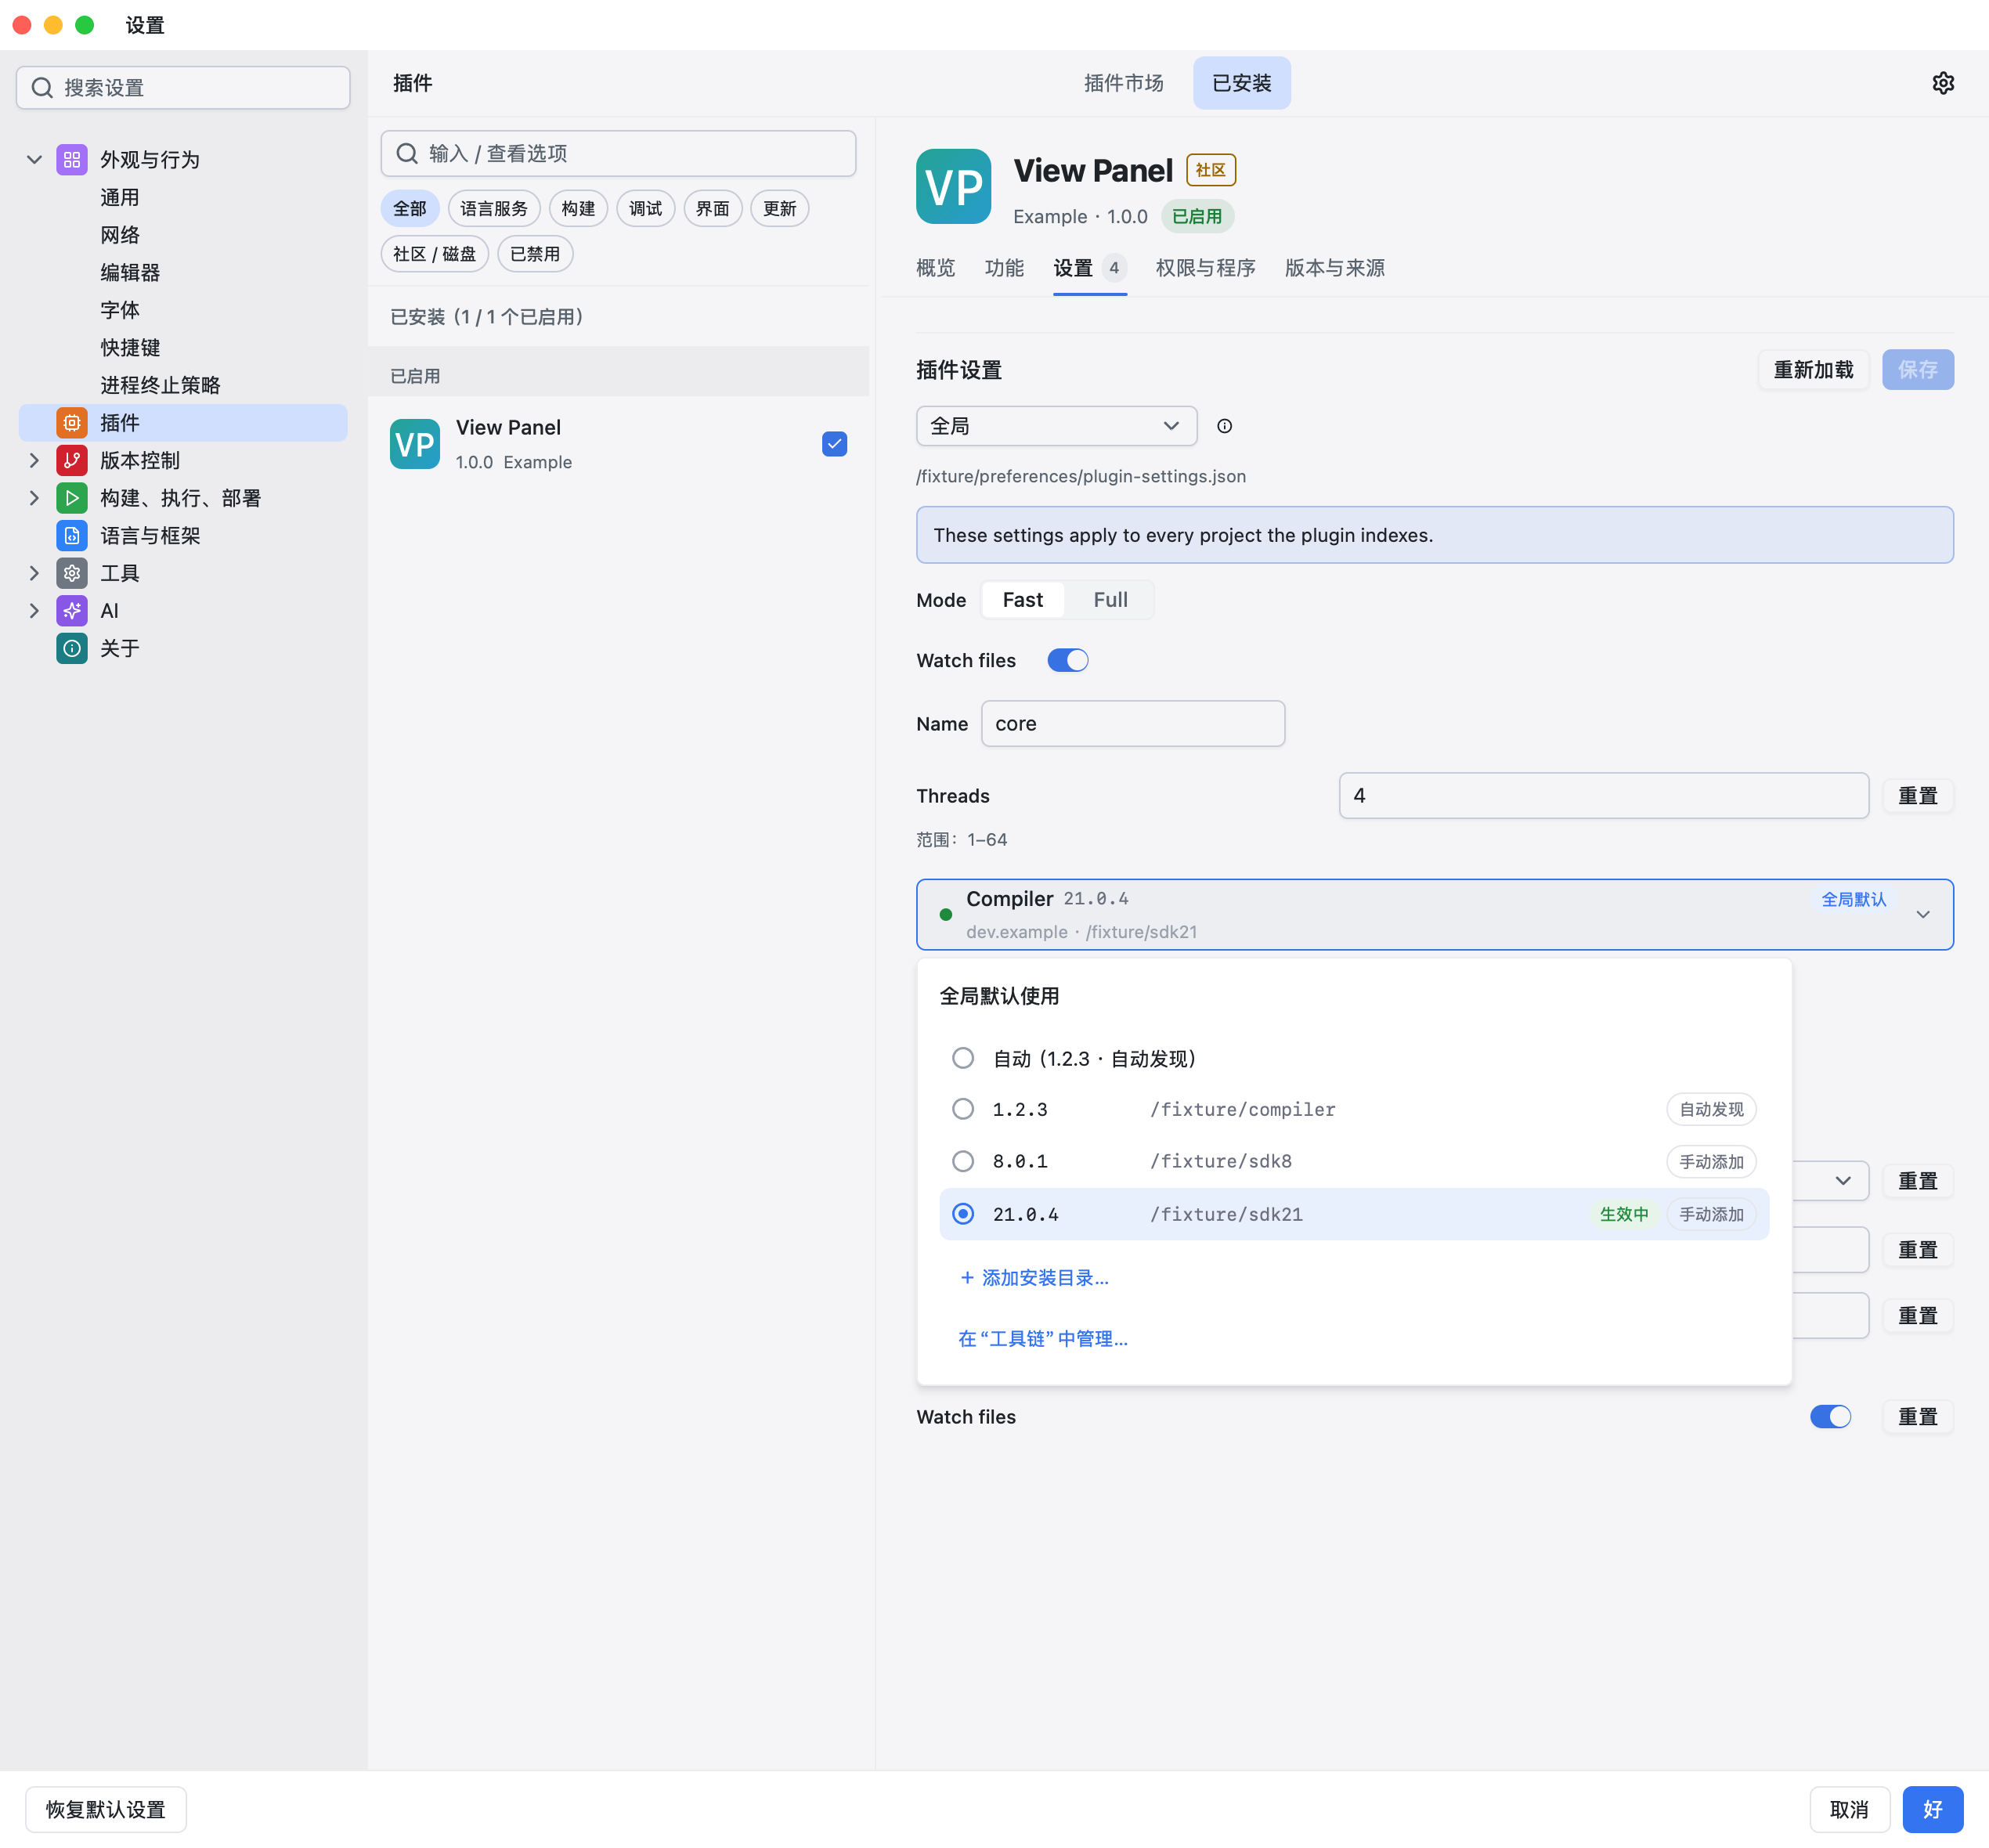 设置
搜索设置
外观与行为
通用
网络
编辑器
字体
快捷键
进程终止策略
插件
版本控制
构建、执行、部署
语言与框架
工具
AI
关于
插件
插件市场
已安装
输入 / 查看选项
全部
语言服务
构建
调试
界面
更新
社区 / 磁盘
已禁用
已安装（1 / 1 个已启用）
已启用
VP
View Panel
1.0.0 Example
VP
View Panel
社区
Example · 1.0.0
已启用
概览
功能
设置 4
权限与程序
版本与来源
插件设置
重新加载
保存
全局
/fixture/preferences/plugin-settings.json
These settings apply to every project the plugin indexes.
Mode
Fast
Full
Watch files
Name
core
Threads
4
重置
范围：1–64
Compiler 21.0.4
全局默认
dev.example · /fixture/sdk21
全局默认使用
自动（1.2.3 · 自动发现）
1.2.3
/fixture/compiler
自动发现
8.0.1
/fixture/sdk8
手动添加
重置
21.0.4
/fixture/sdk21
生效中
手动添加
重置
+ 添加安装目录...
重置
在“工具链”中管理...
Watch files
重置
恢复默认设置
取消
好